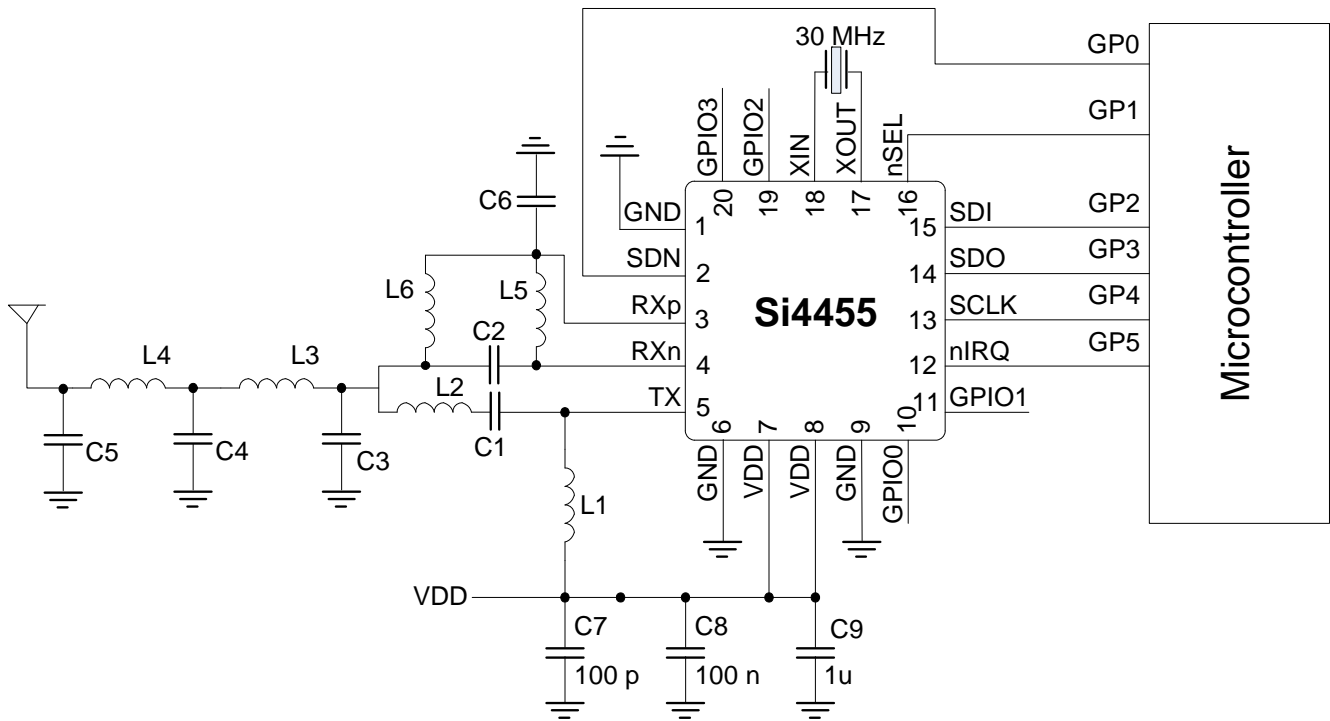 30 MHz
GP0
GP1
GPIO3
GPIO2
XIN
XOUT
nSEL
C6
GND
20
19
18
17
16
SDI
GP2
1
15
SDN
SDO
GP3
2
14
L6
L5
RXp
Si4455
SCLK
GP4
3
13
C2
RXn
nIRQ
GP5
4
12
L4
L3
L2
TX
GPIO1
5
11
C5
C4
C3
C1
6
7
8
9
10
GND
VDD
VDD
GND
GPIO0
Microcontroller
L1
VDD
C7
C8
C9
100 p
100 n
1u